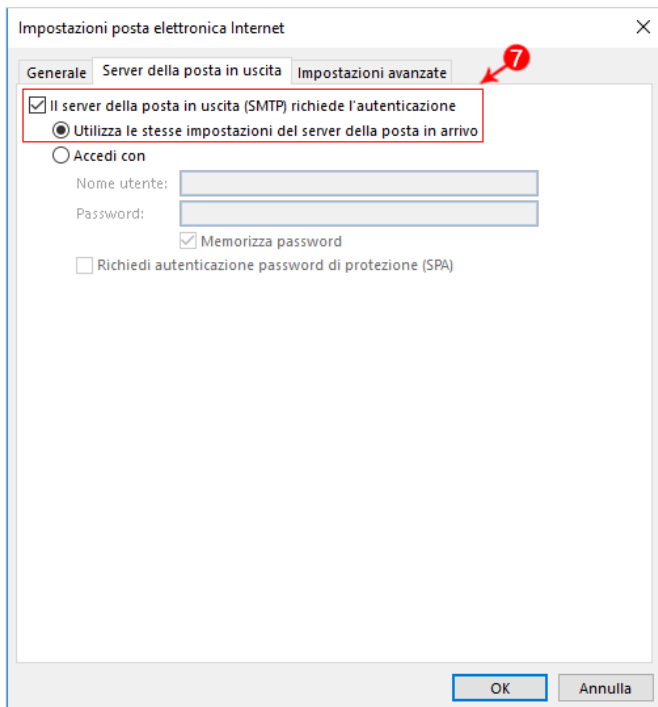 Impostazioni posta elettronica Internet
Generale Server della posta in uscita Impostazioni avanzate
7
Il server della posta in uscita (SMTP) richiede l'autenticazione
Utilizza le stesse impostazioni del server della posta in arrivo
Accedi con
Nome utente:
Password:
Memorizza password
Richiedi autenticazione password di protezione (SPA)
OK Annulla